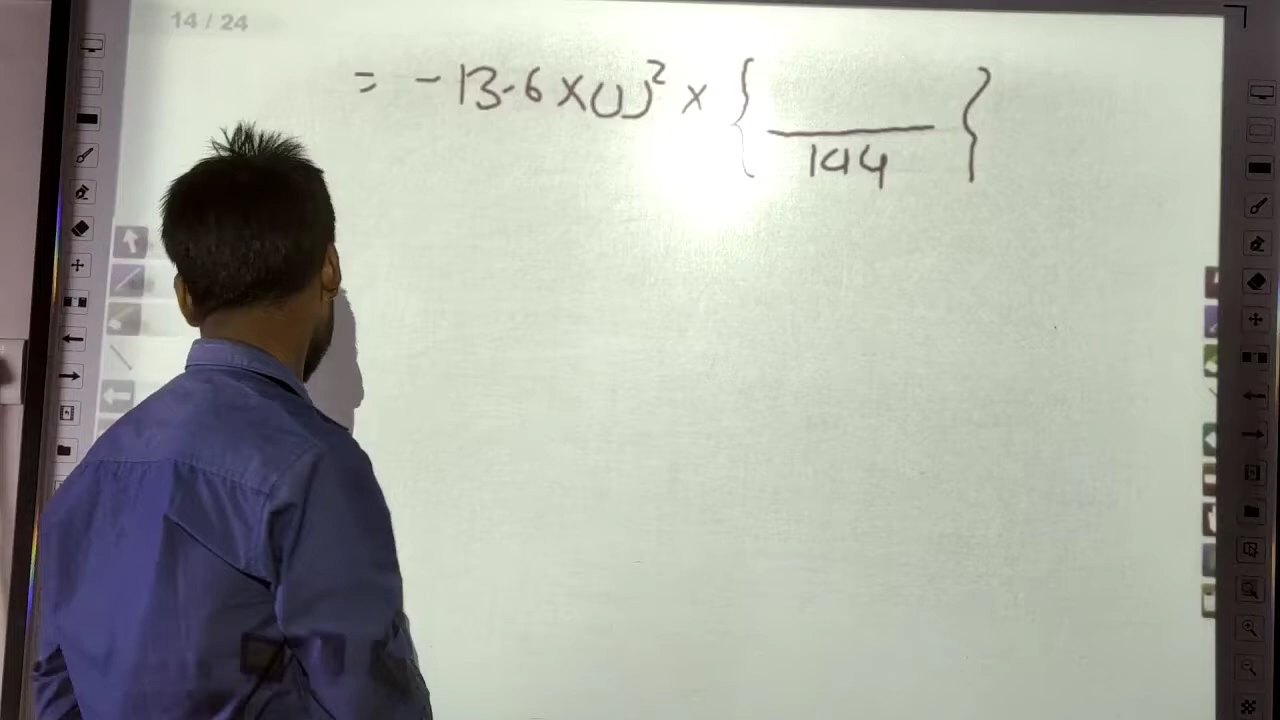 14 / 24
= -13.6 X (1)² × { ——— / 144 }